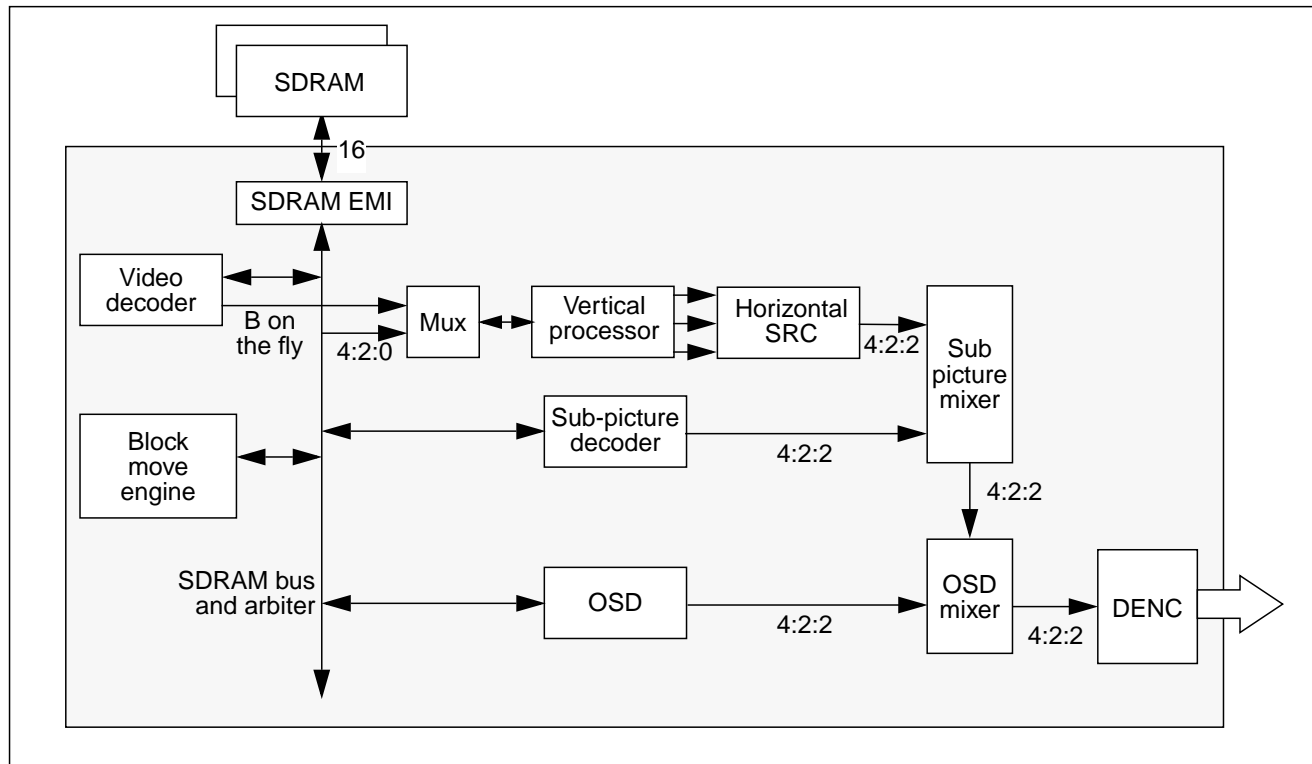 SDRAM
16
SDRAM EMI
Video
decoder
B on
the fly
4:2:0
Mux
Vertical
processor
Horizontal
SRC
4:2:2
Sub
picture
mixer
Block
move
engine
Sub-picture
decoder
4:2:2
4:2:2
SDRAM bus
and arbiter
OSD
4:2:2
OSD
mixer
4:2:2
DENC